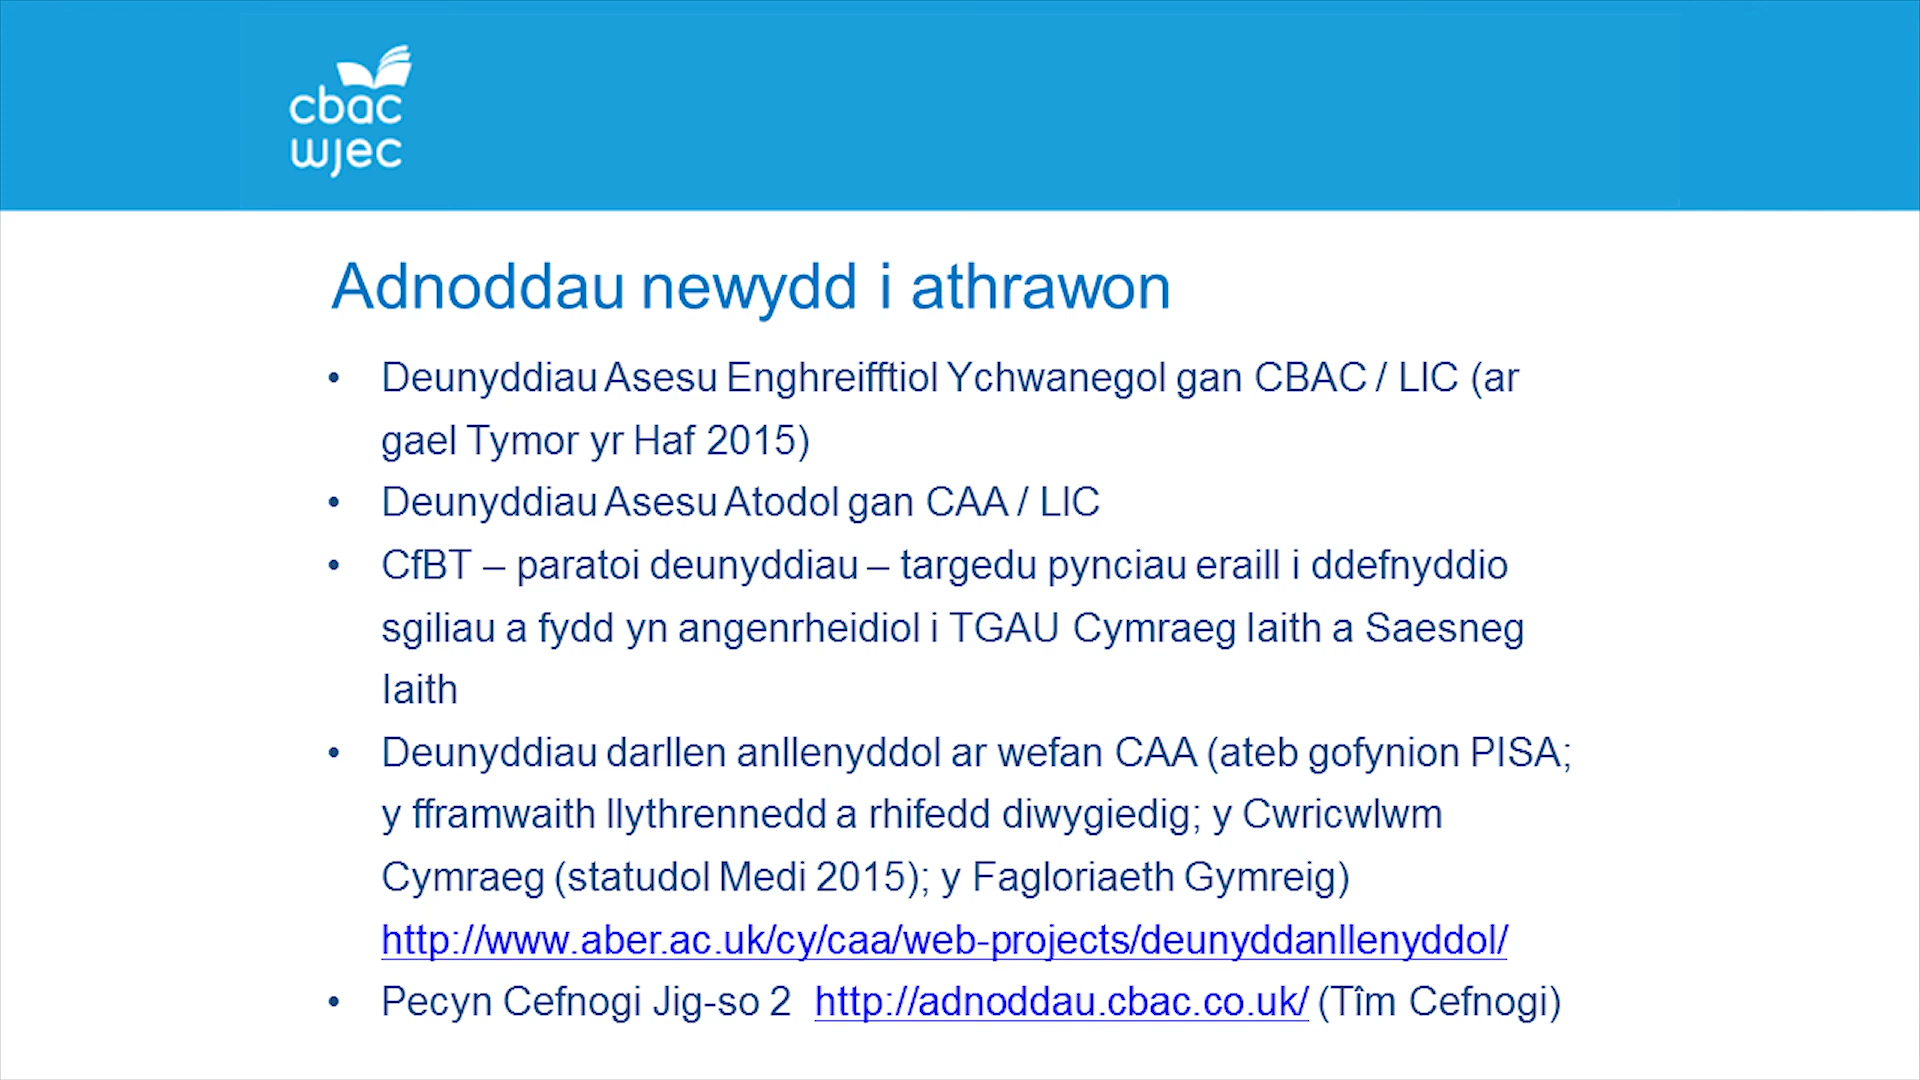 cbac
wjec
Adnoddau newydd i athrawon
• Deunyddiau Asesu Enghreifftiol Ychwanegol gan CBAC / LlC (ar
gael Tymor yr Haf 2015)
• Deunyddiau Asesu Atodol gan CAA / LlC
• CfBT – paratoi deunyddiau – targedu pynciau eraill i ddefnyddio
sgiliau a fydd yn angenrheidiol i TGAU Cymraeg Iaith a Saesneg
Iaith
• Deunyddiau darllen anllenyddol ar wefan CAA (ateb gofynion PISA;
y fframwaith llythrennedd a rhifedd diwygiedig; y Cwricwlwm
Cymraeg (statudol Medi 2015); y Fagloriaeth Gymreig)
http://www.aber.ac.uk/cy/caa/web-projects/deunyddanllenyddol/
• Pecyn Cefnogi Jig-so 2 http://adnoddau.cbac.co.uk/ (Tîm Cefnogi)